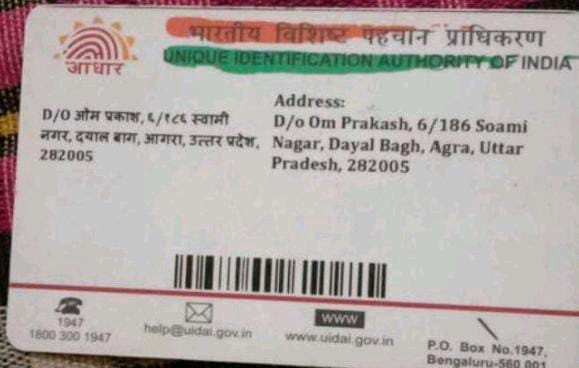 भारतीय विशिष्ट पहचान प्राधिकरण
UNIQUE IDENTIFICATION AUTHORITY OF INDIA
आधार
D/O ओम प्रकाश, ६/१८६ स्वामी
नगर, दयाल बाग, आगरा, उत्तर प्रदेश,
282005
Address:
D/o Om Prakash, 6/186 Soami
Nagar, Dayal Bagh, Agra, Uttar
Pradesh, 282005
1947
1800 300 1947
help@uidai.gov.in
WWW
www.uidai.gov.in
P.O. Box No.1947,
Bengaluru-560 001